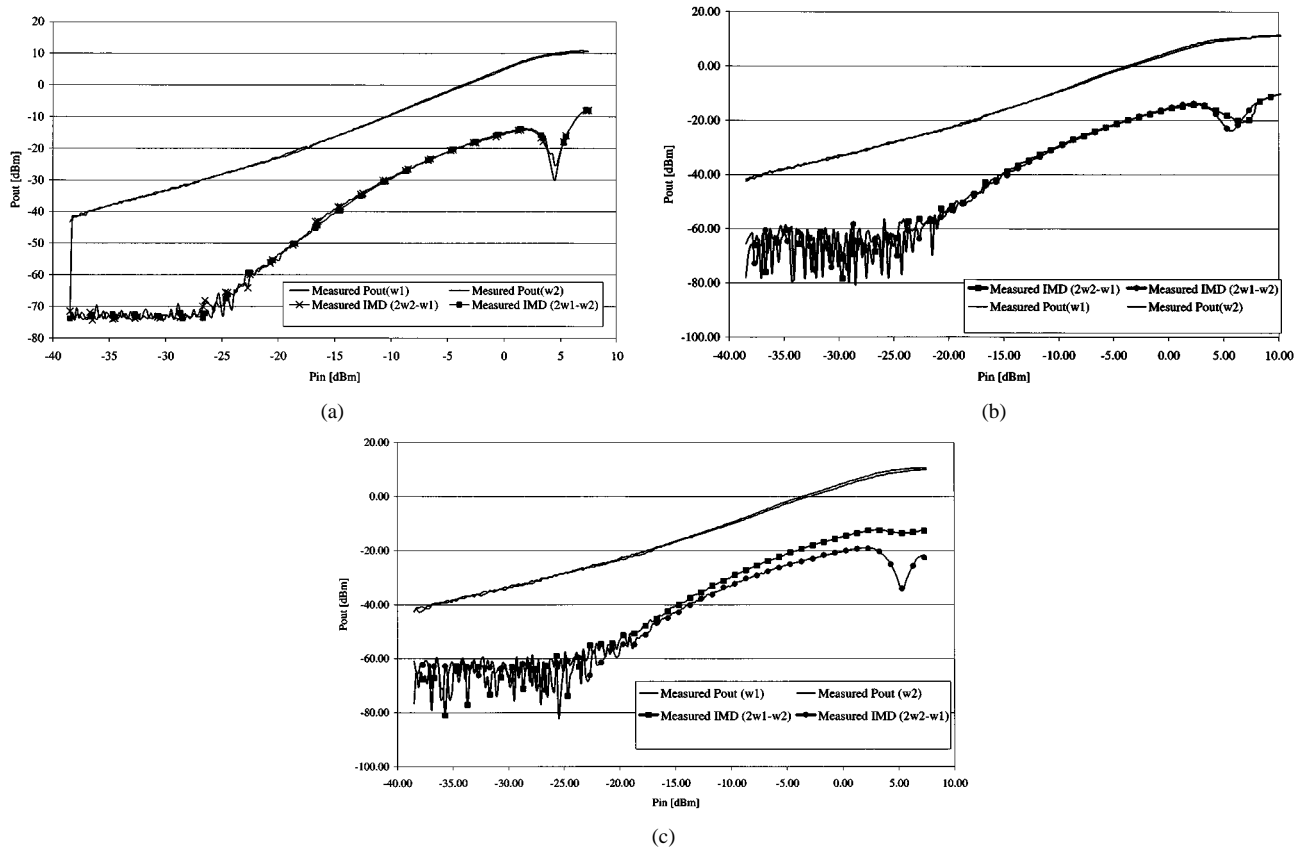 20
10
0
-10
-20
-30
-40
-50
-60
-70
-80
Pout [dBm]
Measured Pout(w1) Measured Pout(w2)
Measured IMD (2w2-w1) Measured IMD (2w1-w2)
-40 -35 -30 -25 -20 -15 -10 -5 0 5 10
Pin [dBm]
(a)
20.00
0.00
-20.00
-40.00
-60.00
-80.00
-100.00
Pout [dBm]
Measured IMD (2w2-w1) Measured IMD (2w1-w2)
Measured Pout(w1) Measured Pout(w2)
-40.00 -35.00 -30.00 -25.00 -20.00 -15.00 -10.00 -5.00 0.00 5.00 10.00
Pin [dBm]
(b)
20.00
0.00
-20.00
-40.00
-60.00
-80.00
-100.00
Pout [dBm]
Measured Pout (w1) Measured Pout (w2)
Measured IMD (2w1-w2) Measured IMD (2w2-w1)
-40.00 -35.00 -30.00 -25.00 -20.00 -15.00 -10.00 -5.00 0.00 5.00 10.00
Pin [dBm]
(c)